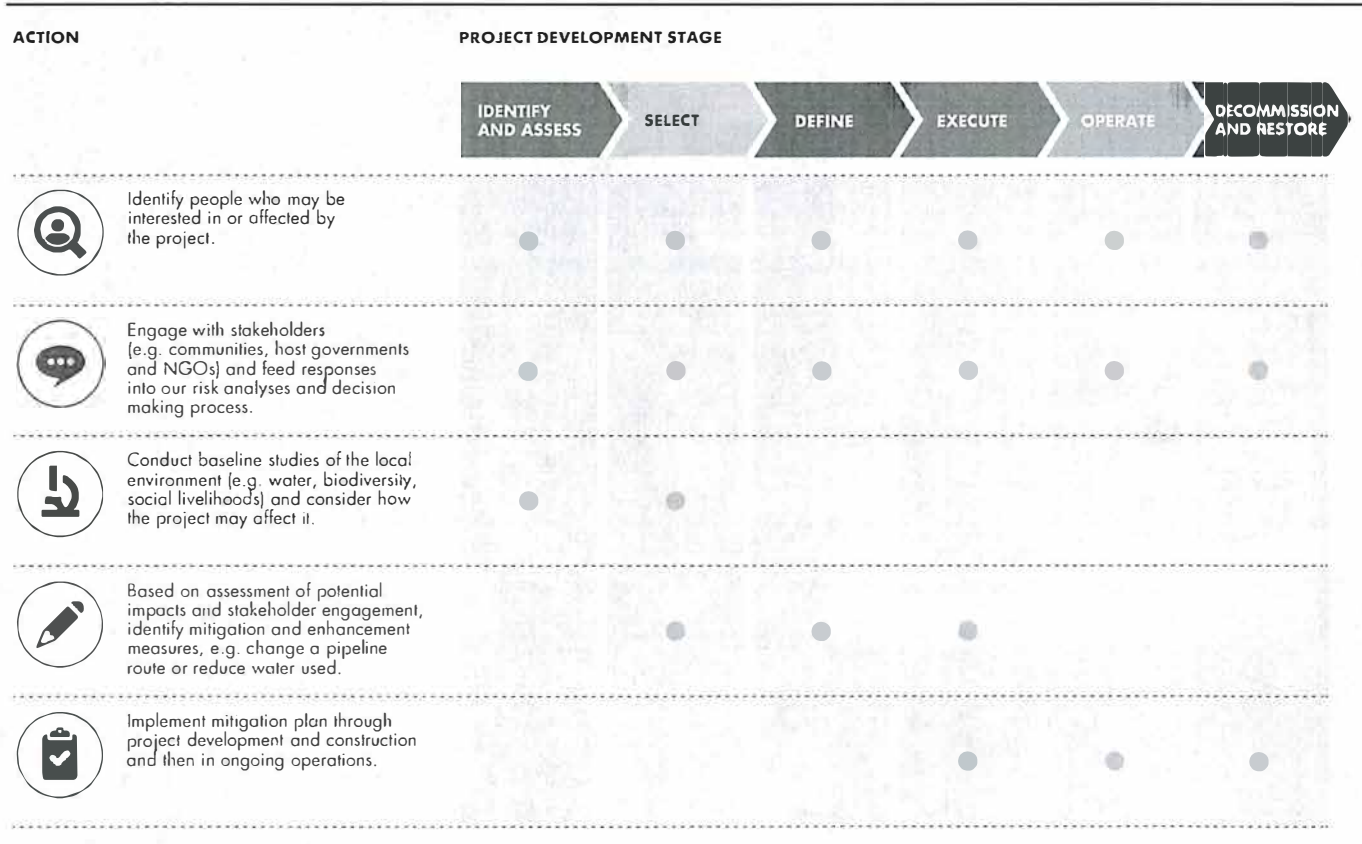 ACTION
PROJECT DEVELOPMENT STAGE
IDENTIFY
AND ASSESS
SELECT
DEFINE
EXECUTE
OPERATE
DECOMMISSION
AND RESTORE
Identify people who may be
interested in or affected by
the project.
Engage with stakeholders
(e.g. communities, host governments
and NGOs) and feed responses
into our risk analyses and decision
making process.
Conduct baseline studies of the local
environment (e.g. water, biodiversity,
social livelihoods) and consider how
the project may affect it.
Based on assessment of potential
impacts and stakeholder engagement,
identify mitigation and enhancement
measures, e.g. change a pipeline
route or reduce water used.
Implement mitigation plan through
project development and construction
and then in ongoing operations.